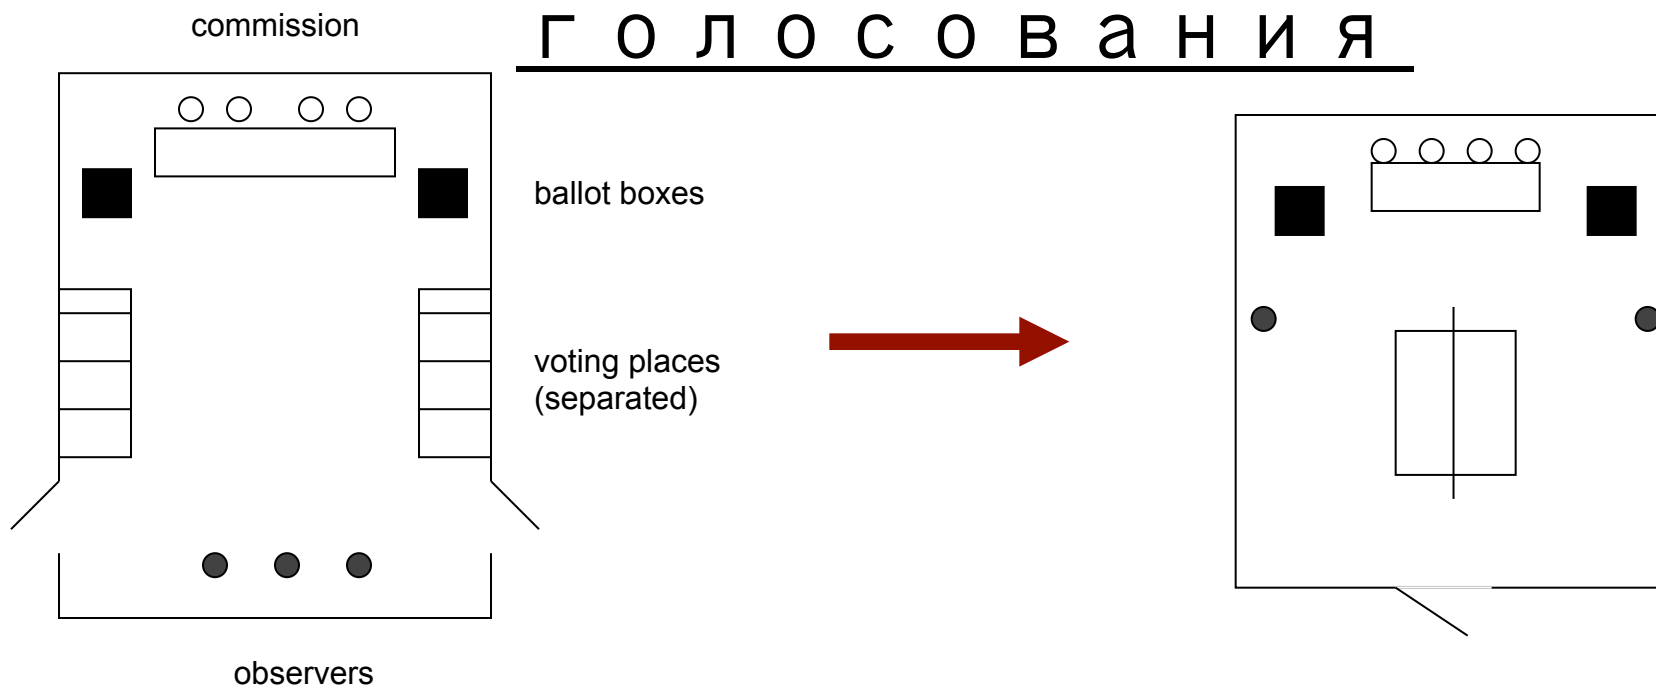 commission
г о л о с о в а н и я
ballot boxes
voting places
(separated)
observers